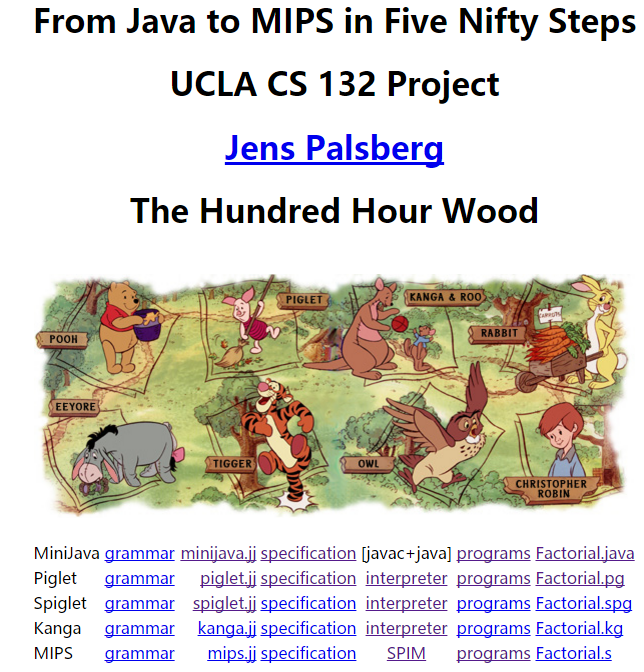 From Java to MIPS in Five Nifty Steps
UCLA CS 132 Project
Jens Palsberg
The Hundred Hour Wood
PIGLET
KANGA & ROO
CARROTS
POOH
RABBIT
EEYORE
TIGGER
OWL
CHRISTOPHER
ROBIN
MiniJava grammar minijava.jj specification [javac+java] programs Factorial.java
Piglet grammar piglet.jj specification interpreter programs Factorial.pg
Spiglet grammar spiglet.jj specification interpreter programs Factorial.spg
Kanga grammar kanga.jj specification interpreter programs Factorial.kg
MIPS grammar mips.jj specification SPIM programs Factorial.s